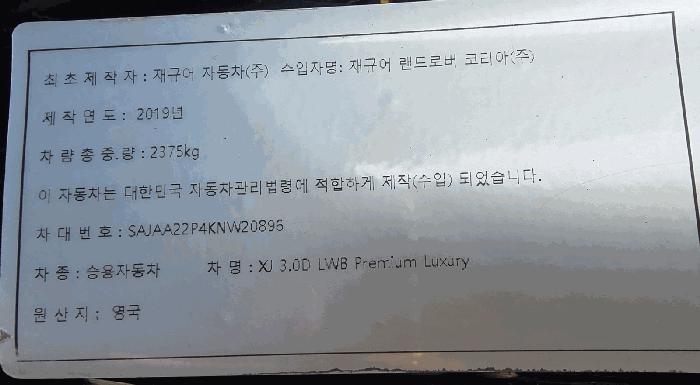 최초제작자 : 재규어 자동차(주) 수입자명: 재규어 랜드로버 코리아(주)
제작연도 : 2019년
차량총중.량 : 2375kg
이 자동차는 대한민국 자동차관리법령에 적합하게 제작(수입) 되었습니다.
차대번호 : SAJAA22P4KNW20895
차종 : 승용자동차 차명 : XJ 3.0D LWB Premium Luxury
원산지 : 영국